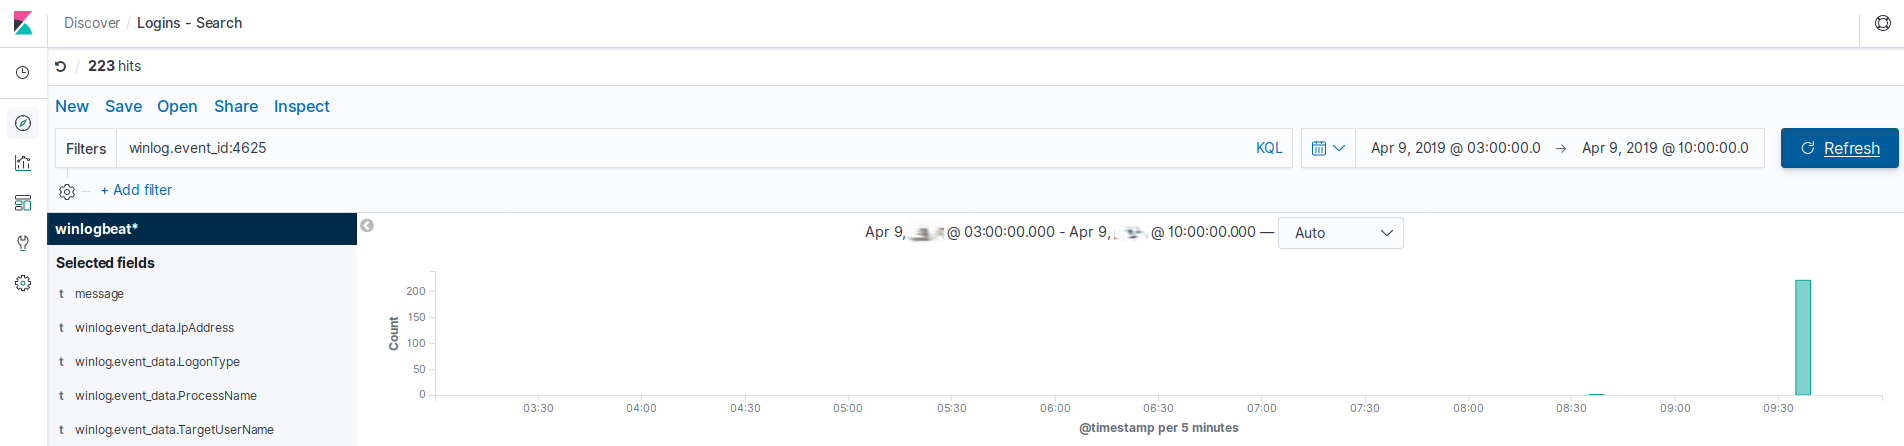 Discover / Logins - Search
/ 223 hits
New Save Open Share Inspect
Filters winlog.event_id:4625 KQL Apr 9, 2019 @ 03:00:00.0 → Apr 9, 2019 @ 10:00:00.0 Refresh
+ Add filter
winlogbeat*
Apr 9, @ 03:00:00.000 - Apr 9, @ 10:00:00.000 — Auto
Selected fields
t message
t winlog.event_data.IpAddress
t winlog.event_data.LogonType
t winlog.event_data.ProcessName
t winlog.event_data.TargetUserName
Count
200
150
100
50
0
03:30 04:00 04:30 05:00 05:30 06:00 06:30 07:00 07:30 08:00 08:30 09:00 09:30
@timestamp per 5 minutes